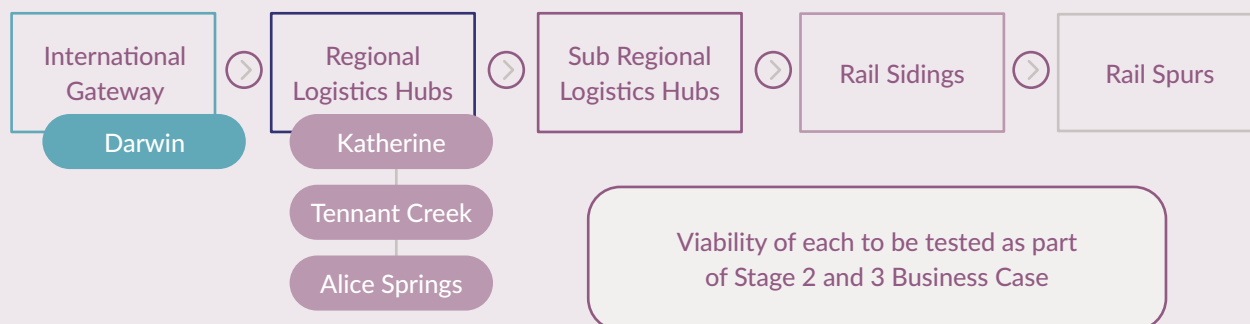 International
Gateway
Darwin
Regional
Logistics Hubs
Katherine
Tennant Creek
Alice Springs
Sub Regional
Logistics Hubs
Rail Sidings
Rail Spurs
Viability of each to be tested as part
of Stage 2 and 3 Business Case